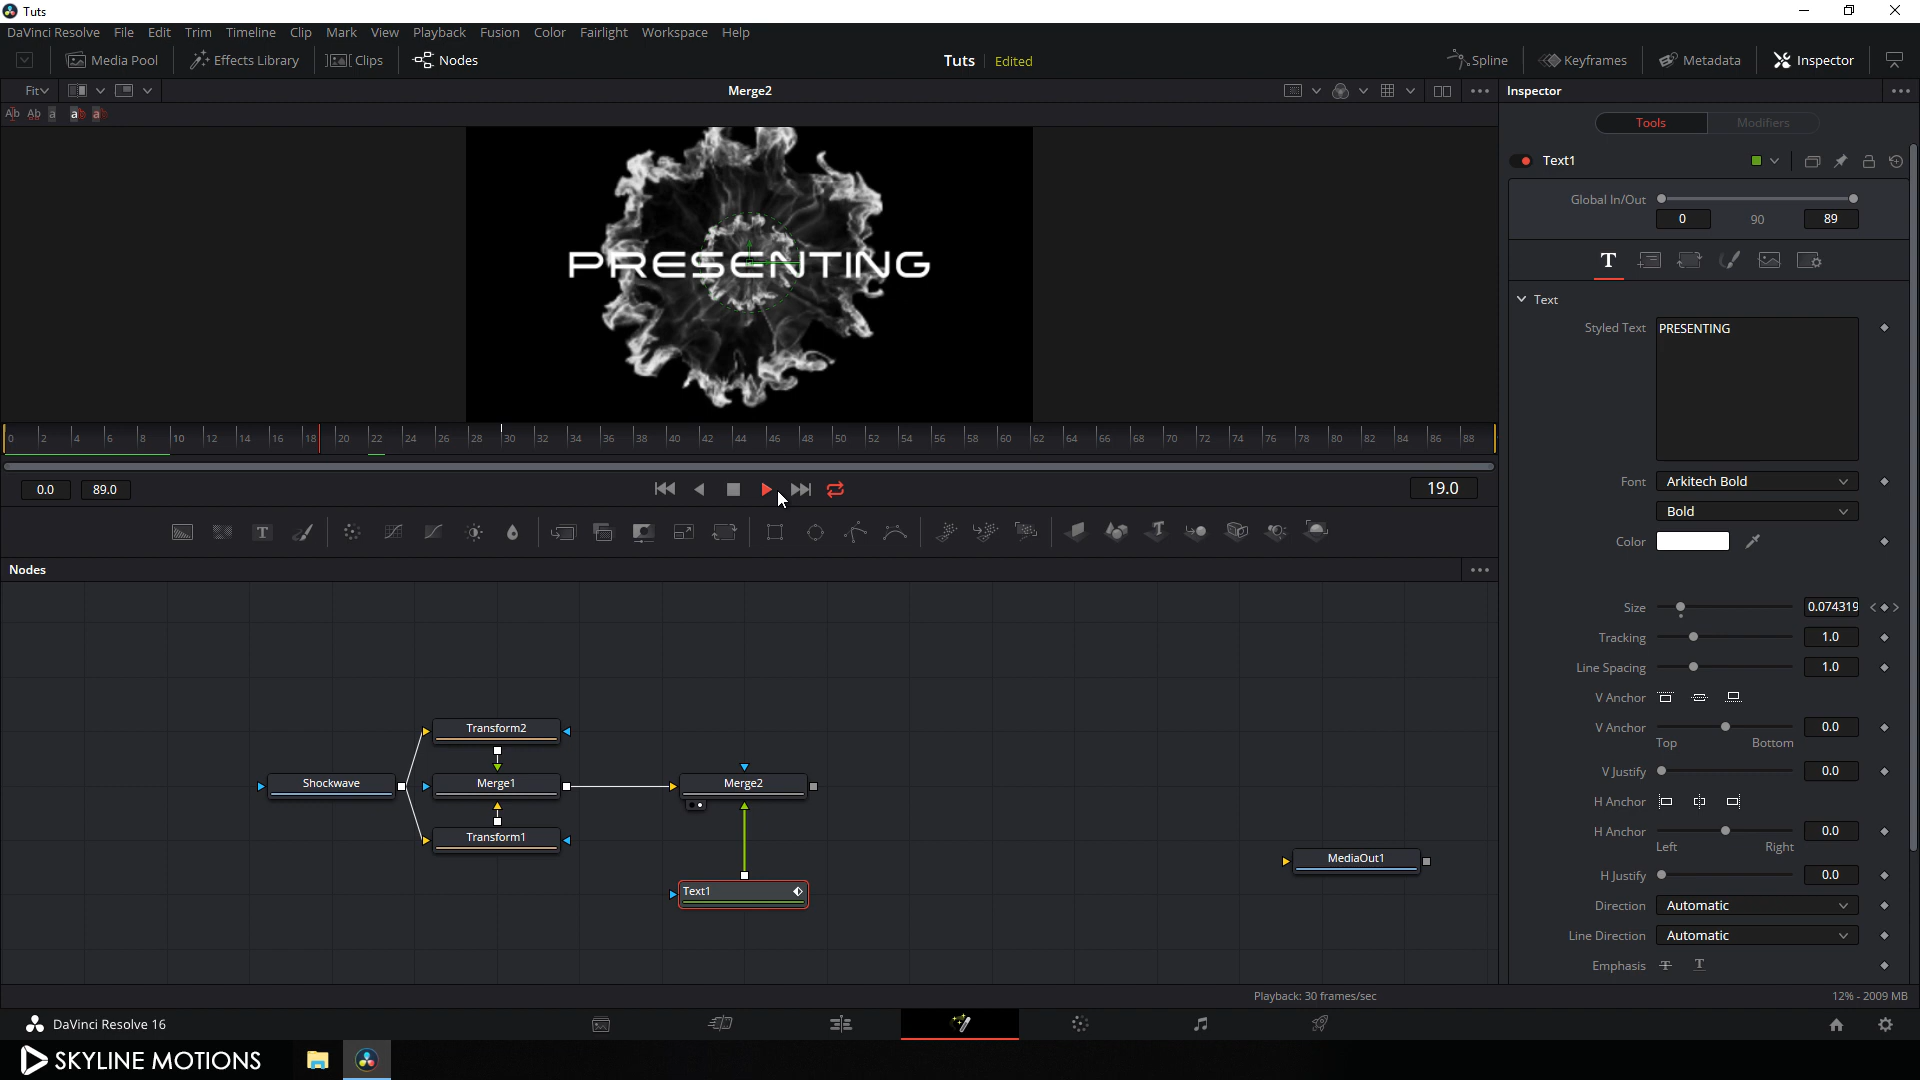 Tuts
DaVinci Resolve File Edit Trim Timeline Clip Mark View Playback Fusion Color Fairlight Workspace Help
Media Pool Effects Library Clips Nodes Tuts Edited Spline Keyframes Metadata Inspector
Fit Merge2 Inspector
Ab Ab a ab ab
Tools Modifiers
Text1
PRESENTING
Global In/Out
0 90 89
Text
Styled Text PRESENTING
0 2 4 6 8 10 12 14 16 18 20 22 24 26 28 30 32 34 36 38 40 42 44 46 48 50 52 54 56 58 60 62 64 66 68 70 72 74 76 78 80 82 84 86 88
0.0 89.0 19.0
Font Arkitech Bold
Bold
Color
Nodes
Size 0.074319
Tracking 1.0
Line Spacing 1.0
V Anchor
V Anchor 0.0
Top Bottom
V Justify 0.0
H Anchor
H Anchor 0.0
Left Right
H Justify 0.0
Direction Automatic
Line Direction Automatic
Emphasis T T
Transform2
Shockwave Merge1 Merge2
Transform1
MediaOut1
Text1
Playback: 30 frames/sec 12% - 2009 MB
DaVinci Resolve 16
SKYLINE MOTIONS